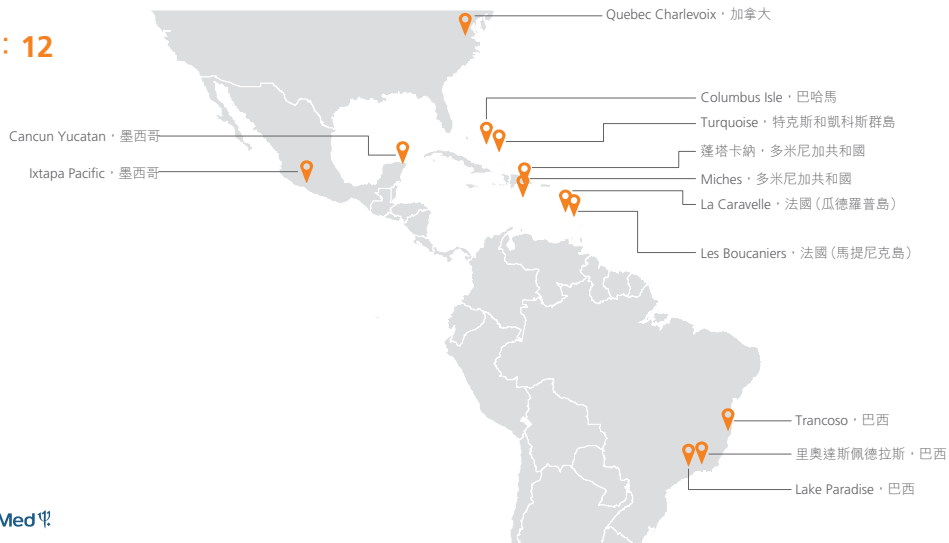 : 12
Quebec Charlevoix，加拿大
Columbus Isle，巴哈馬
Turquoise，特克斯和凱科斯群島
Cancun Yucatan，墨西哥
蓬塔卡納，多米尼加共和國
Ixtapa Pacific，墨西哥
Miches，多米尼加共和國
La Caravelle，法國（瓜德羅普島）
Les Boucaniers，法國（馬提尼克島）
Trancoso，巴西
里奧達斯佩德拉斯，巴西
Lake Paradise，巴西
Med